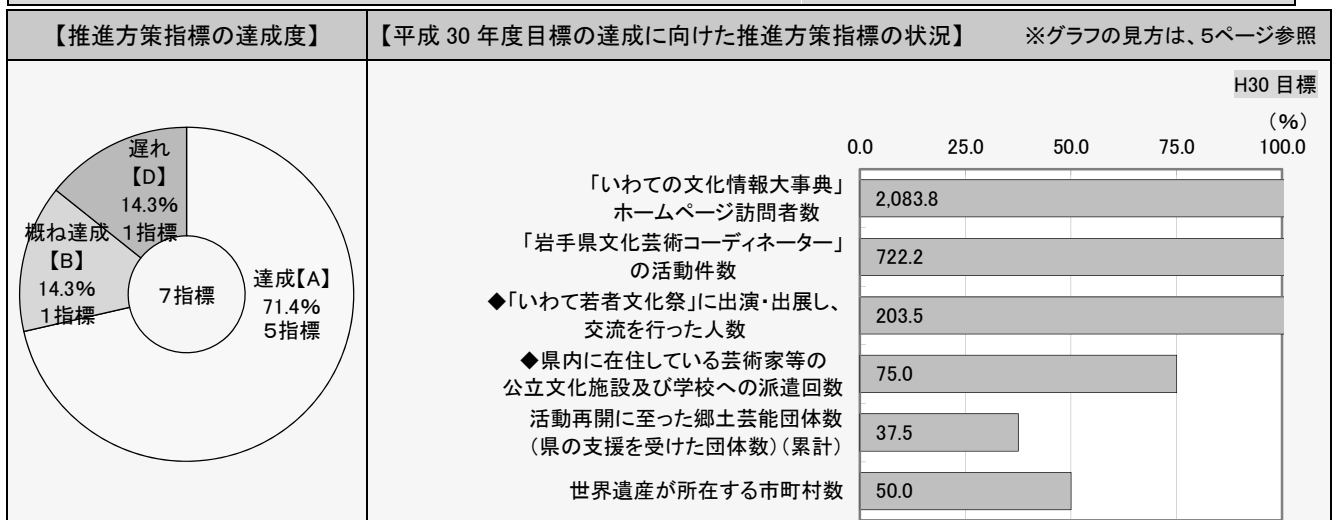 【推進方策指標の達成度】
【平成 30 年度目標の達成に向けた推進方策指標の状況】 ※グラフの見方は、5ページ参照
遅れ
【D】
14.3%
1指標
概ね達成
【B】
14.3%
1指標
7指標
達成【A】
71.4%
5指標
H30 目標
(%)
0.0 25.0 50.0 75.0 100.0
「いわての文化情報大事典」
ホームページ訪問者数
2,083.8
「岩手県文化芸術コーディネーター」
の活動件数
722.2
◆「いわて若者文化祭」に出演・出展し、
交流を行った人数
203.5
◆県内に在住している芸術家等の
公立文化施設及び学校への派遣回数
75.0
活動再開に至った郷土芸能団体数
(県の支援を受けた団体数)(累計)
37.5
世界遺産が所在する市町村数
50.0